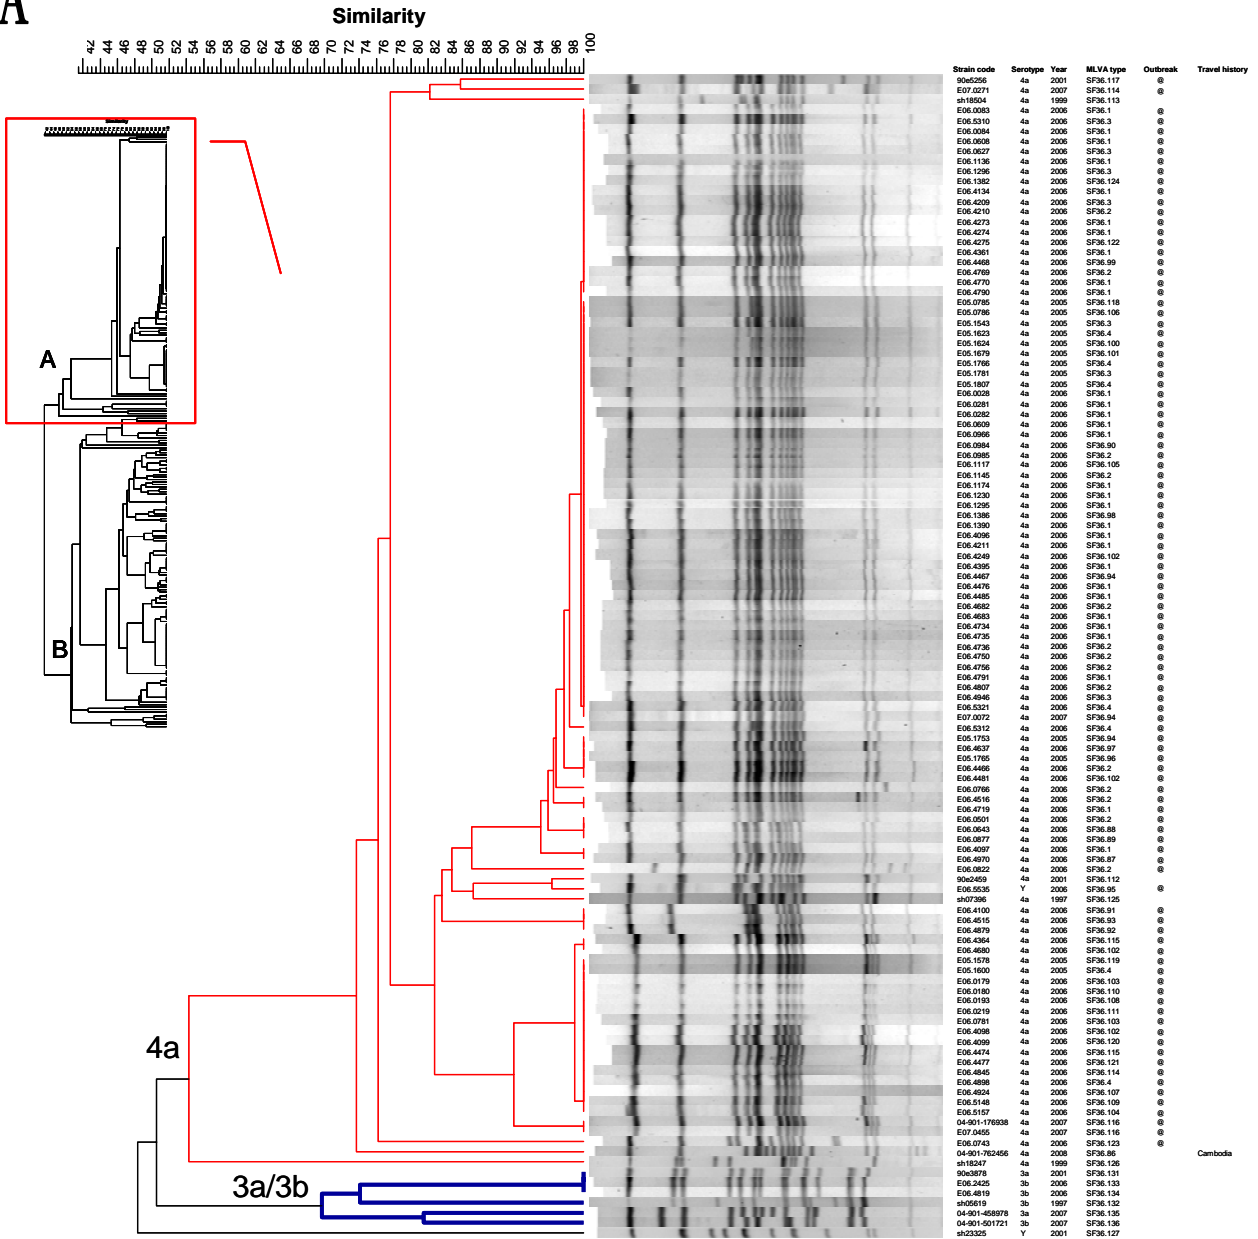 A
Similarity
42 44 46 48 50 52 54 56 58 60 62 64 66 68 70 72 74 76 78 80 82 84 86 88 90 92 94 96 98 100
Strain code Serotype Year MLVA type Outbreak Travel history
90e5256 4a 2001 SF36.117 @
E07.0271 4a 2007 SF36.114 @
sh18504 4a 1999 SF36.113
E06.0083 4a 2006 SF36.1 @
E06.5310 4a 2006 SF36.3 @
E06.0084 4a 2006 SF36.1 @
E06.0608 4a 2006 SF36.1 @
E06.0627 4a 2006 SF36.3 @
E06.1136 4a 2006 SF36.1 @
E06.1296 4a 2006 SF36.3 @
E06.1382 4a 2006 SF36.124 @
E06.4134 4a 2006 SF36.1 @
E06.4209 4a 2006 SF36.3 @
E06.4210 4a 2006 SF36.2 @
E06.4273 4a 2006 SF36.1 @
E06.4274 4a 2006 SF36.1 @
E06.4275 4a 2006 SF36.122 @
E06.4361 4a 2006 SF36.1 @
E06.4468 4a 2006 SF36.99 @
E06.4769 4a 2006 SF36.2 @
E06.4770 4a 2006 SF36.1 @
E06.4790 4a 2006 SF36.1 @
E05.0785 4a 2005 SF36.118 @
E05.0786 4a 2005 SF36.106 @
E05.1543 4a 2005 SF36.3 @
E05.1623 4a 2005 SF36.4 @
E05.1624 4a 2005 SF36.100 @
E05.1679 4a 2005 SF36.101 @
E05.1766 4a 2005 SF36.4 @
E05.1781 4a 2005 SF36.3 @
E05.1807 4a 2005 SF36.4 @
E06.0028 4a 2006 SF36.1 @
E06.0281 4a 2006 SF36.1 @
E06.0282 4a 2006 SF36.1 @
E06.0609 4a 2006 SF36.1 @
E06.0966 4a 2006 SF36.1 @
E06.0984 4a 2006 SF36.90 @
E06.0985 4a 2006 SF36.2 @
E06.1117 4a 2006 SF36.105 @
E06.1145 4a 2006 SF36.2 @
E06.1174 4a 2006 SF36.1 @
E06.1230 4a 2006 SF36.1 @
E06.1295 4a 2006 SF36.1 @
E06.1386 4a 2006 SF36.98 @
E06.1390 4a 2006 SF36.1 @
E06.4096 4a 2006 SF36.1 @
E06.4211 4a 2006 SF36.1 @
E06.4249 4a 2006 SF36.102 @
E06.4395 4a 2006 SF36.1 @
E06.4467 4a 2006 SF36.94 @
E06.4476 4a 2006 SF36.1 @
E06.4485 4a 2006 SF36.1 @
E06.4682 4a 2006 SF36.2 @
E06.4683 4a 2006 SF36.1 @
E06.4734 4a 2006 SF36.1 @
E06.4735 4a 2006 SF36.1 @
E06.4736 4a 2006 SF36.2 @
E06.4750 4a 2006 SF36.2 @
E06.4756 4a 2006 SF36.2 @
E06.4791 4a 2006 SF36.1 @
E06.4807 4a 2006 SF36.2 @
E06.4946 4a 2006 SF36.3 @
E06.5321 4a 2006 SF36.4 @
E07.0072 4a 2007 SF36.94 @
E06.5312 4a 2006 SF36.4 @
E05.1753 4a 2005 SF36.94 @
E06.4637 4a 2006 SF36.97 @
E05.1765 4a 2005 SF36.96 @
E06.4466 4a 2006 SF36.2 @
E06.4481 4a 2006 SF36.102 @
E06.0766 4a 2006 SF36.2 @
E06.4516 4a 2006 SF36.2 @
E06.4719 4a 2006 SF36.1 @
E06.0501 4a 2006 SF36.2 @
E06.0643 4a 2006 SF36.88 @
E06.0877 4a 2006 SF36.89 @
E06.4097 4a 2006 SF36.1 @
E06.4970 4a 2006 SF36.87 @
E06.0822 4a 2006 SF36.2 @
90e2459 4a 2001 SF36.112
E06.5535 Y 2006 SF36.95 @
sh07396 4a 1997 SF36.125
E06.4100 4a 2006 SF36.91 @
E06.4515 4a 2006 SF36.93 @
E06.4879 4a 2006 SF36.92 @
E06.4364 4a 2006 SF36.115 @
E06.4680 4a 2006 SF36.102 @
E05.1578 4a 2005 SF36.119 @
E05.1600 4a 2005 SF36.4 @
E06.0179 4a 2006 SF36.103 @
E06.0180 4a 2006 SF36.110 @
E06.0193 4a 2006 SF36.108 @
E06.0219 4a 2006 SF36.111 @
E06.0781 4a 2006 SF36.103 @
E06.4098 4a 2006 SF36.102 @
E06.4099 4a 2006 SF36.120 @
E06.4474 4a 2006 SF36.115 @
E06.4477 4a 2006 SF36.121 @
E06.4845 4a 2006 SF36.114 @
E06.4898 4a 2006 SF36.4 @
E06.4924 4a 2006 SF36.107 @
E06.5148 4a 2006 SF36.109 @
E06.5157 4a 2006 SF36.104 @
04-901-176938 4a 2007 SF36.116 @
E07.0455 4a 2007 SF36.116 @
E06.0743 4a 2006 SF36.123 @
04-901-762456 4a 2008 SF36.86 Cambodia
sh18247 4a 1999 SF36.126
90e3878 3a 2001 SF36.131
E06.2425 3b 2006 SF36.133
E06.4819 3b 2006 SF36.134
sh05619 3b 1997 SF36.132
04-901-458978 3a 2007 SF36.135
04-901-501721 3b 2007 SF36.136
sh23325 Y 2001 SF36.127
A
B
4a
3a/3b